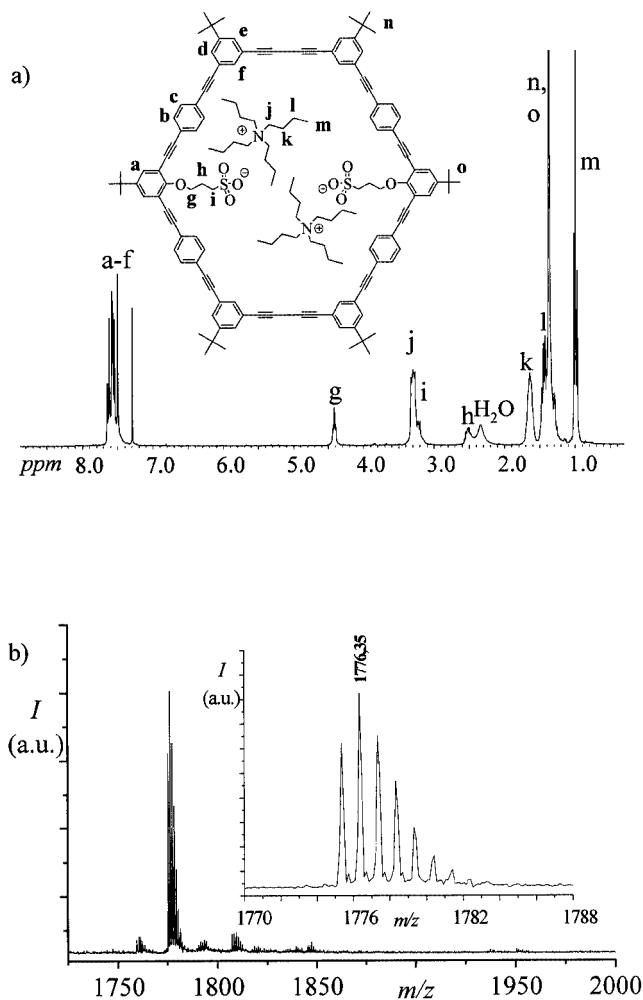 a)
n
e
d
f
c
b
j
l
m
N
⊕
k
a
h
O
S
O
O
⊖
g
i
O
O
O
S
O
⊖
O
o
N
⊕
n,
o
m
a-f
g
j
i
h
H₂O
k
l
ppm 8.0 7.0 6.0 5.0 4.0 3.0 2.0 1.0
b)
I
(a.u.)
I
(a.u.)
1776,35
1770 1776 m/z 1782 1788
1750 1800 1850 m/z 1900 1950 2000